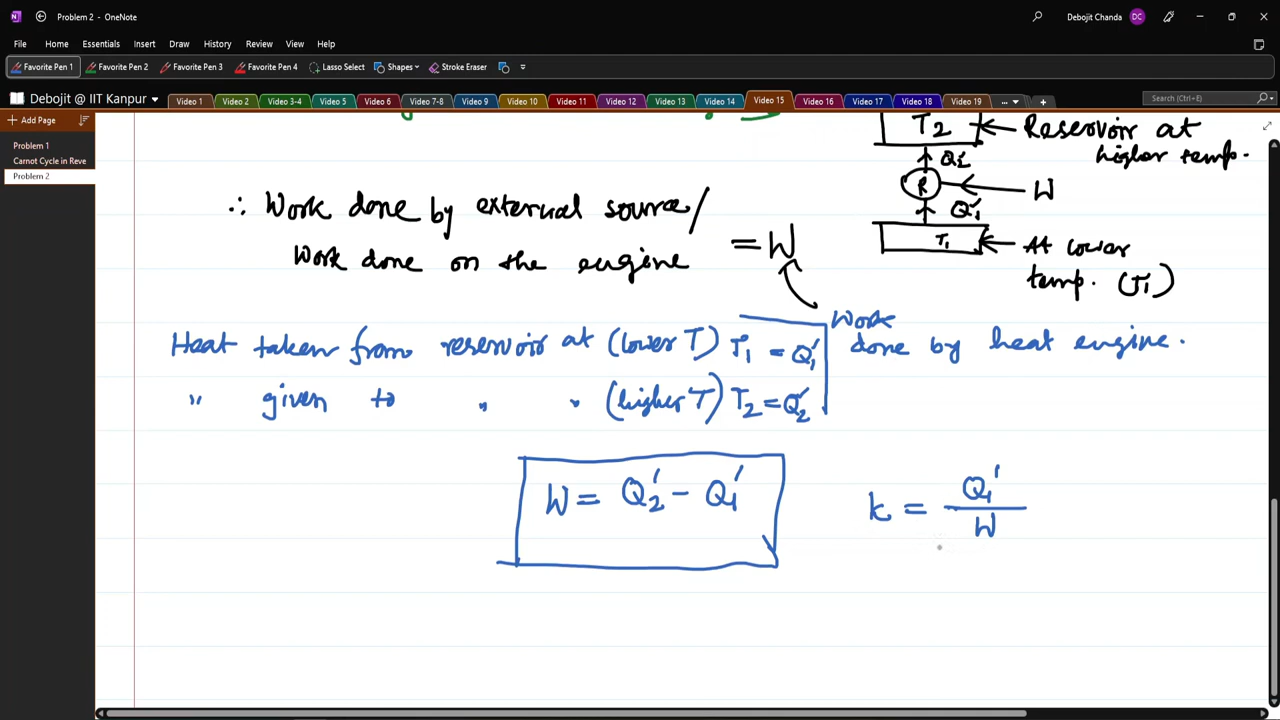 Problem 2 - OneNote
Debojit Chanda DC
File Home Essentials Insert Draw History Review View Help
Favorite Pen 1 Favorite Pen 2 Favorite Pen 3 Favorite Pen 4 Lasso Select Shapes Stroke Eraser
Debojit @ IIT Kanpur Video 1 Video 2 Video 3-4 Video 5 Video 6 Video 7-8 Video 9 Video 10 Video 11 Video 12 Video 13 Video 14 Video 15 Video 16 Video 17 Video 18 Video 19 ... + Search (Ctrl+E)
+ Add Page
Problem 1
Carnot Cycle in Reve
Problem 2
T2 Reservoir at
higher temp.
Q2'
R W
Q1'
T1 At lower
temp. (T1)
∴ Work done by external source/
Work done on the engine = W
Work
Heat taken from reservoir at (lower T) T1 = Q1' done by heat engine.
" given to " " (higher T) T2 = Q2'
W = Q2' - Q1'
k = Q1' / W